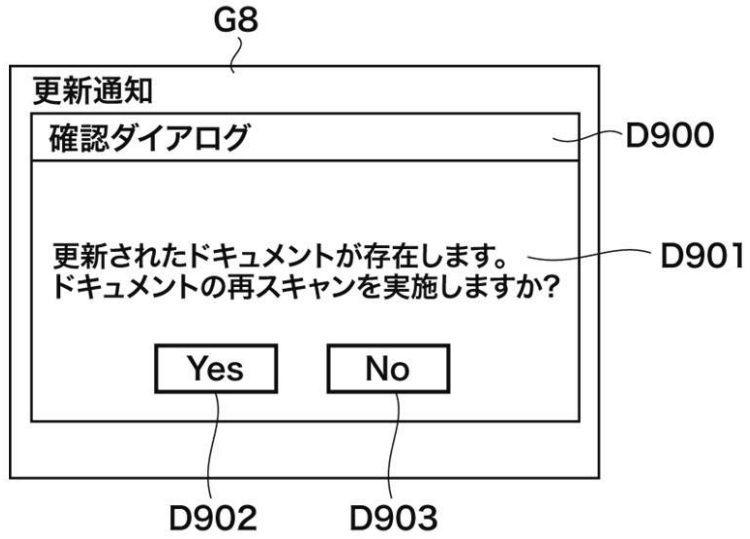 G8
更新通知
確認ダイアログ
D900
更新されたドキュメントが存在します。
D901
ドキュメントの再スキャンを実施しますか?
Yes
No
D902
D903